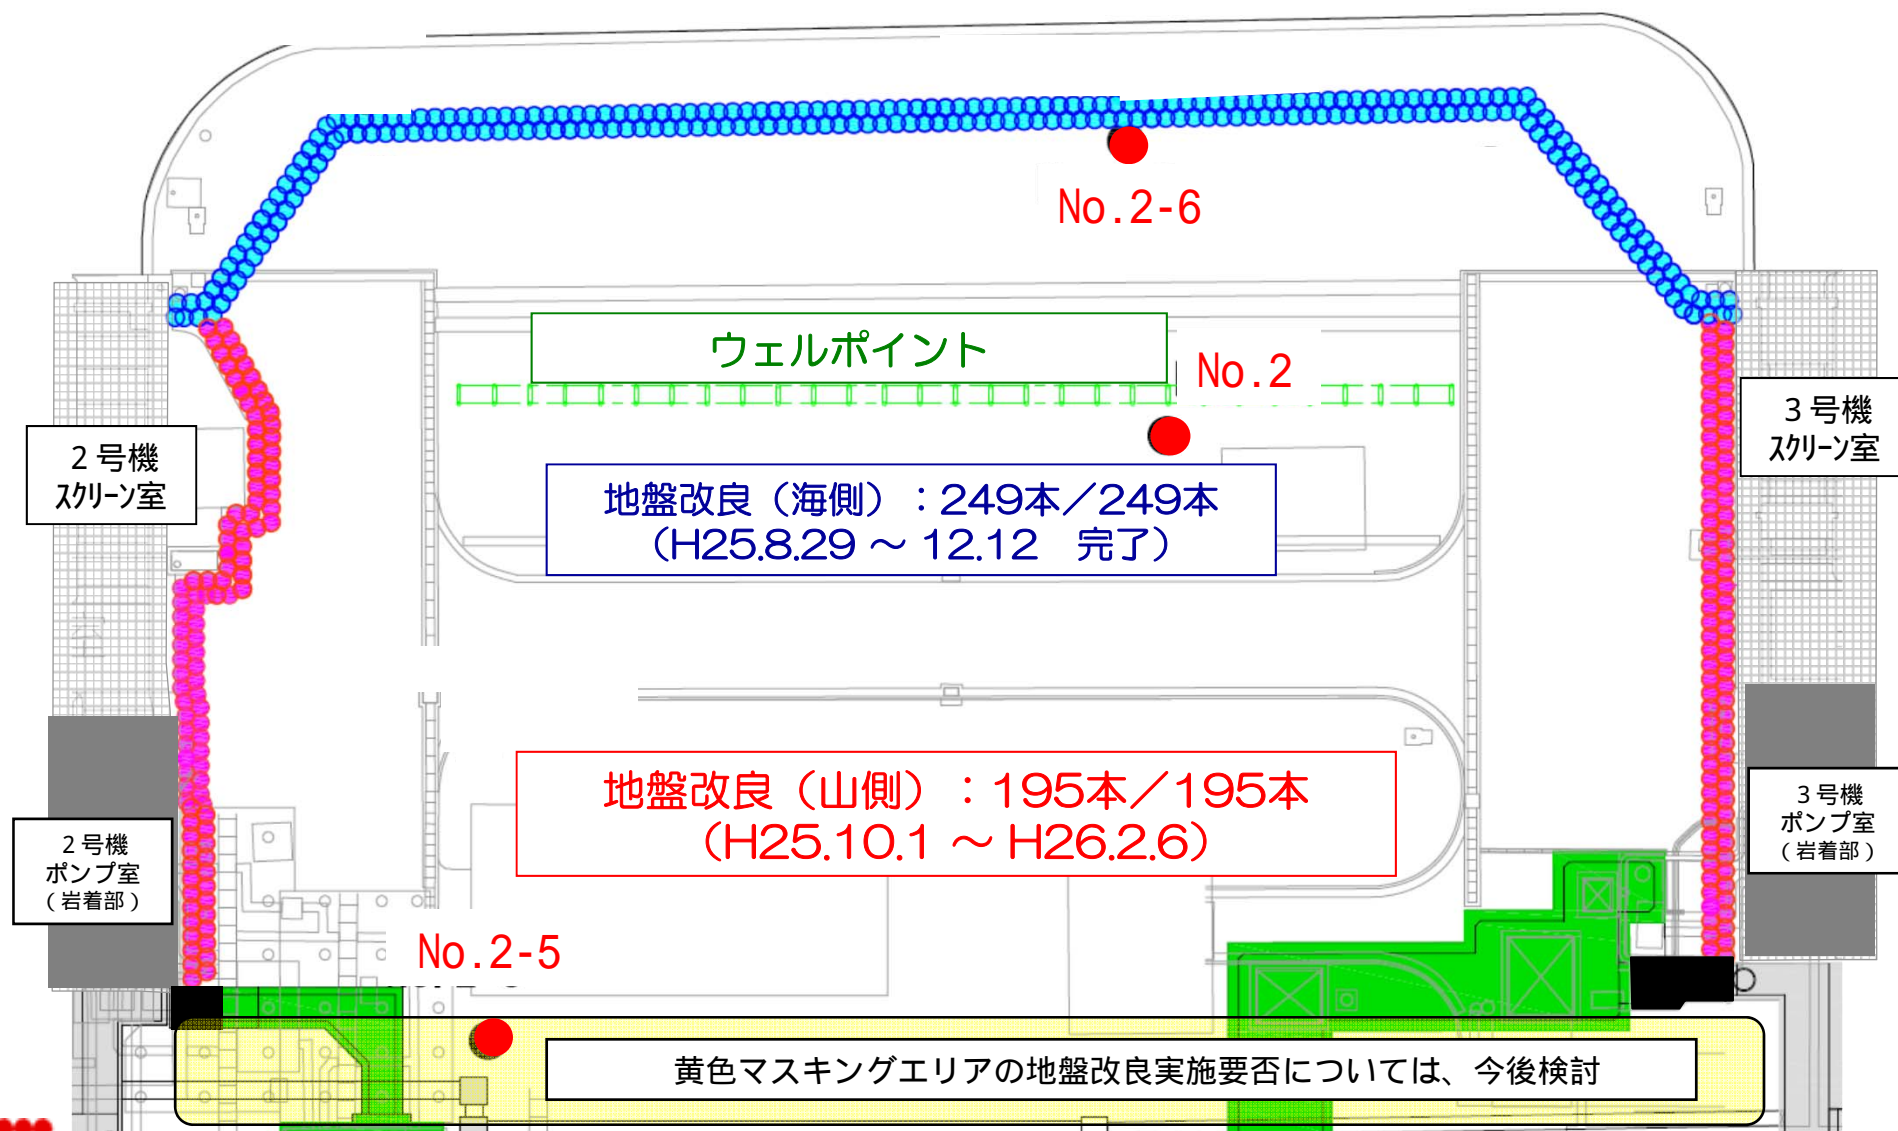 No.2-6
ウェルポイント
No.2
2号機
スクリーン室
3号機
スクリーン室
地盤改良（海側）：249本／249本
（H25.8.29 ～ 12.12　完了）
地盤改良（山側）：195本／195本
（H25.10.1 ～ H26.2.6）
2号機
ポンプ室
（岩着部）
3号機
ポンプ室
（岩着部）
No.2-5
黄色マスキングエリアの地盤改良実施要否については、今後検討